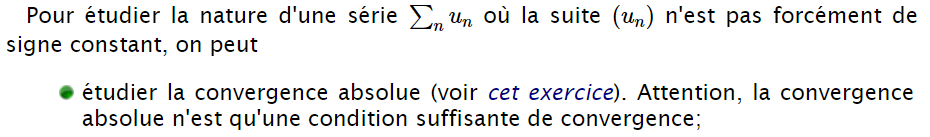 Pour étudier la nature d'une série $\sum_n u_n$ où la suite $(u_n)$ n'est pas forcément de
signe constant, on peut
étudier la convergence absolue (voir cet exercice). Attention, la convergence
absolue n'est qu'une condition suffisante de convergence;